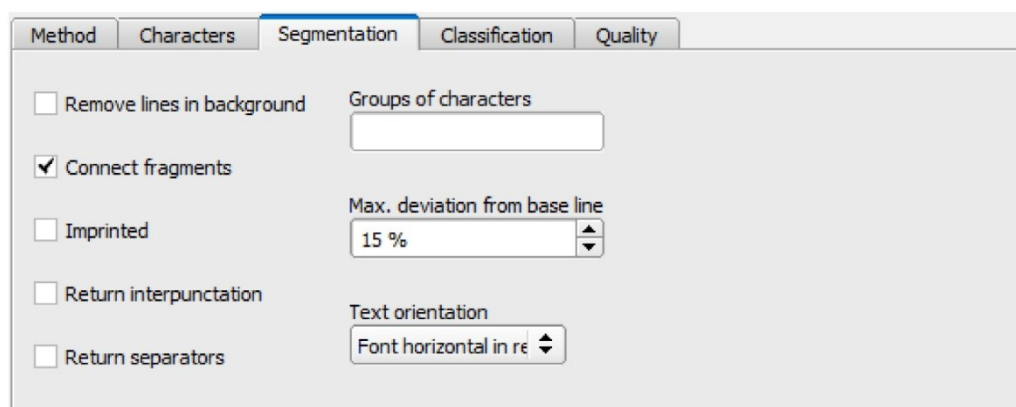 Method Characters Segmentation Classification Quality
Remove lines in background
Groups of characters
Connect fragments
Max. deviation from base line
Imprinted
15 %
Return interpunction
Text orientation
Font horizontal in re
Return separators